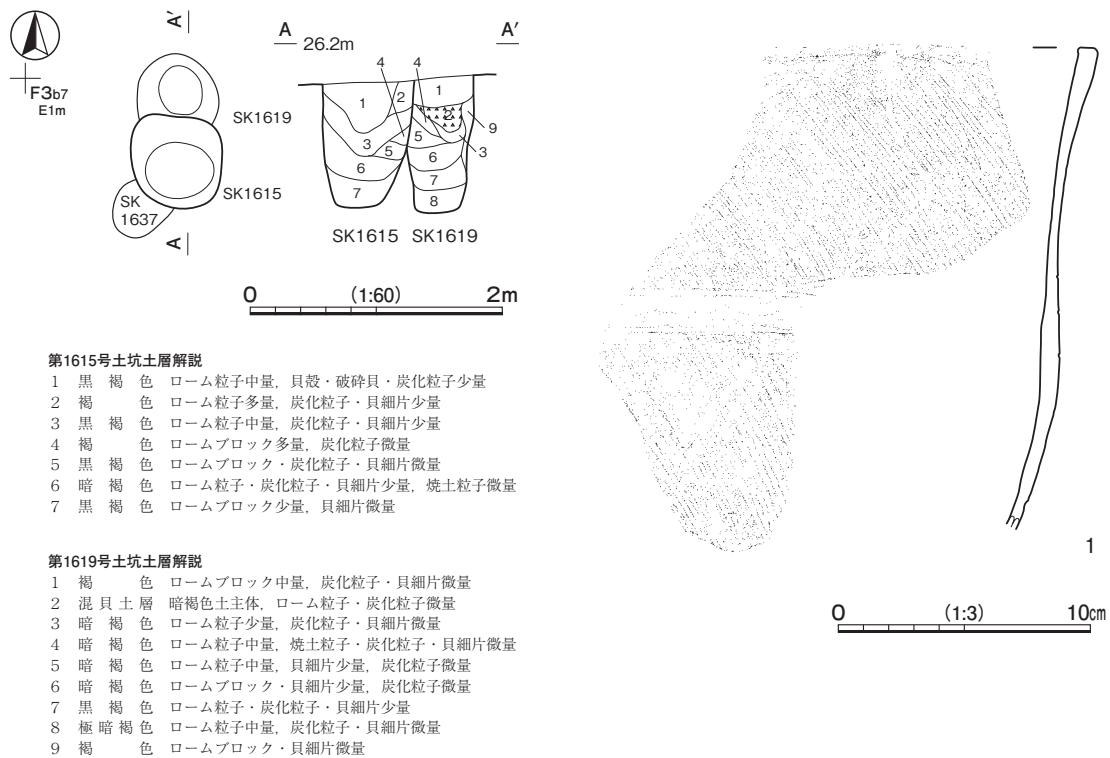 A′
A 26.2m A′
F3b7
E1m
SK1619
SK
1637
SK1615
A
1
2
3
4
5
6
7
4
1
2
9
5
3
6
7
8
SK1615 SK1619
0 (1:60) 2m
第1615号土坑土層解説
1 黒褐色 ローム粒子中量，貝殻・破砕貝・炭化粒子少量
2 褐色 ローム粒子多量，炭化粒子・貝細片少量
3 黒褐色 ローム粒子中量，炭化粒子・貝細片少量
4 褐色 ロームブロック多量，炭化粒子微量
5 黒褐色 ロームブロック・炭化粒子・貝細片微量
6 暗褐色 ローム粒子・炭化粒子・貝細片少量，焼土粒子微量
7 黒褐色 ロームブロック少量，貝細片微量
第1619号土坑土層解説
1 褐色 ロームブロック中量，炭化粒子・貝細片微量
2 混貝土層 暗褐色土主体，ローム粒子・炭化粒子微量
3 暗褐色 ローム粒子少量，炭化粒子・貝細片微量
4 暗褐色 ローム粒子中量，焼土粒子・炭化粒子・貝細片微量
5 暗褐色 ローム粒子中量，貝細片少量，炭化粒子微量
6 暗褐色 ロームブロック・貝細片少量，炭化粒子微量
7 黒褐色 ローム粒子・炭化粒子・貝細片少量
8 極暗褐色 ローム粒子中量，炭化粒子・貝細片微量
9 褐色 ロームブロック・貝細片微量
1
0 (1:3) 10cm